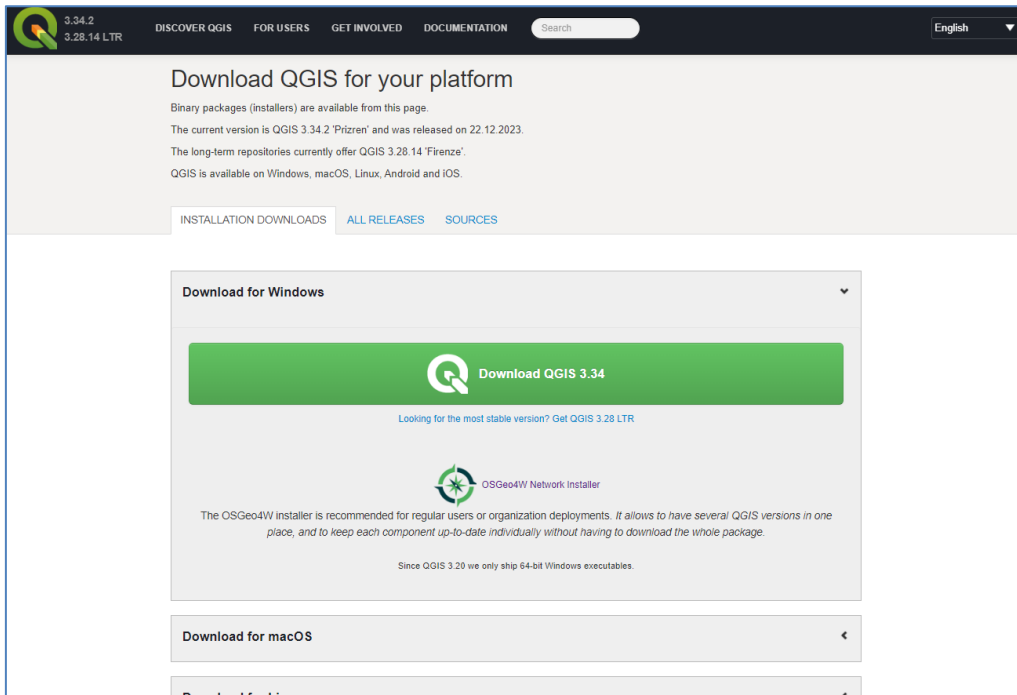 3.34.2
3.28.14 LTR
DISCOVER QGIS FOR USERS GET INVOLVED DOCUMENTATION Search English
Download QGIS for your platform
Binary packages (installers) are available from this page.
The current version is QGIS 3.34.2 'Prizren' and was released on 22.12.2023.
The long-term repositories currently offer QGIS 3.28.14 'Firenze'.
QGIS is available on Windows, macOS, Linux, Android and iOS.
INSTALLATION DOWNLOADS ALL RELEASES SOURCES
Download for Windows
Download QGIS 3.34
Looking for the most stable version? Get QGIS 3.28 LTR
OSGeo4W Network Installer
The OSGeo4W installer is recommended for regular users or organization deployments. It allows to have several QGIS versions in one
place, and to keep each component up-to-date individually without having to download the whole package.
Since QGIS 3.20 we only ship 64-bit Windows executables.
Download for macOS